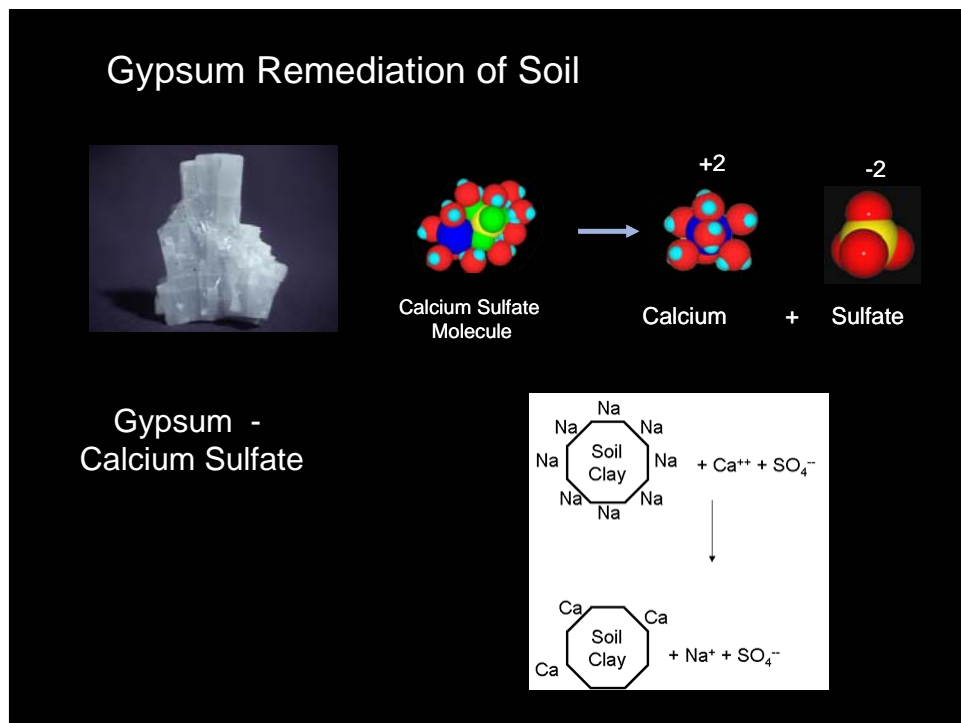 Gypsum Remediation of Soil
+2
-2
Calcium Sulfate
Molecule
Calcium + Sulfate
Gypsum -
Calcium Sulfate
Na
Na Na
Na Soil Na
Clay
+ Ca⁺⁺ + SO₄⁻⁻
Na Na
Na
Ca Ca
Soil
Clay
+ Na⁺ + SO₄⁻⁻
Ca